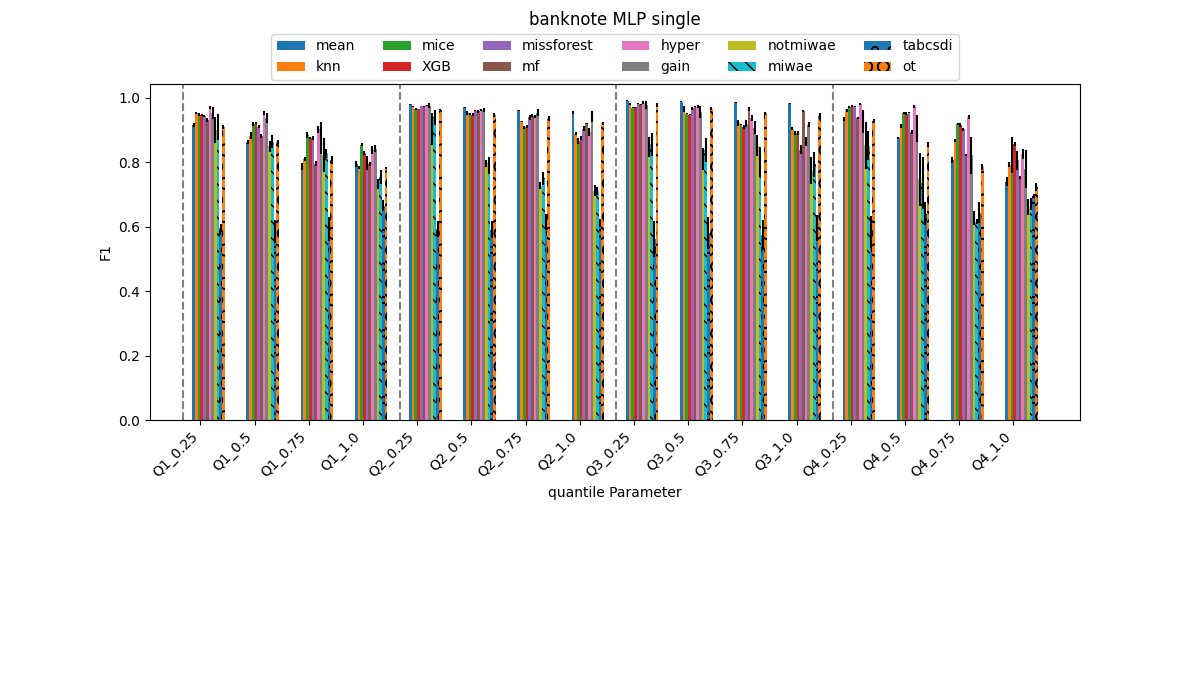 banknote MLP single
mean mice missforest hyper notmiwae tabcsdi
knn XGB mf gain miwae ot
1.0
0.8
0.6
0.4
0.2
0.0
F1
Q1_0.25 Q1_0.5 Q1_0.75 Q1_1.0 Q2_0.25 Q2_0.5 Q2_0.75 Q2_1.0 Q3_0.25 Q3_0.5 Q3_0.75 Q3_1.0 Q4_0.25 Q4_0.5 Q4_0.75 Q4_1.0
quantile Parameter